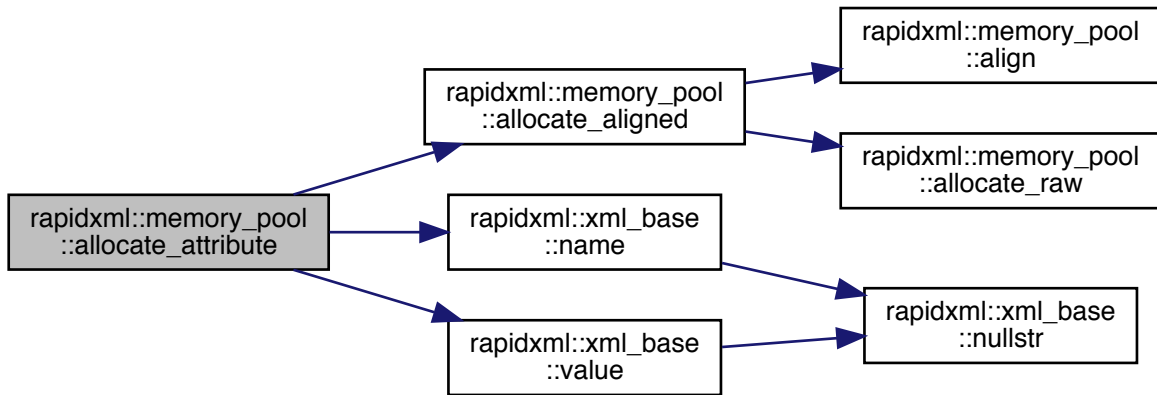 rapidxml::memory_pool
::allocate_attribute
rapidxml::memory_pool
::allocate_aligned
rapidxml::memory_pool
::align
rapidxml::memory_pool
::allocate_raw
rapidxml::xml_base
::name
rapidxml::xml_base
::value
rapidxml::xml_base
::nullstr